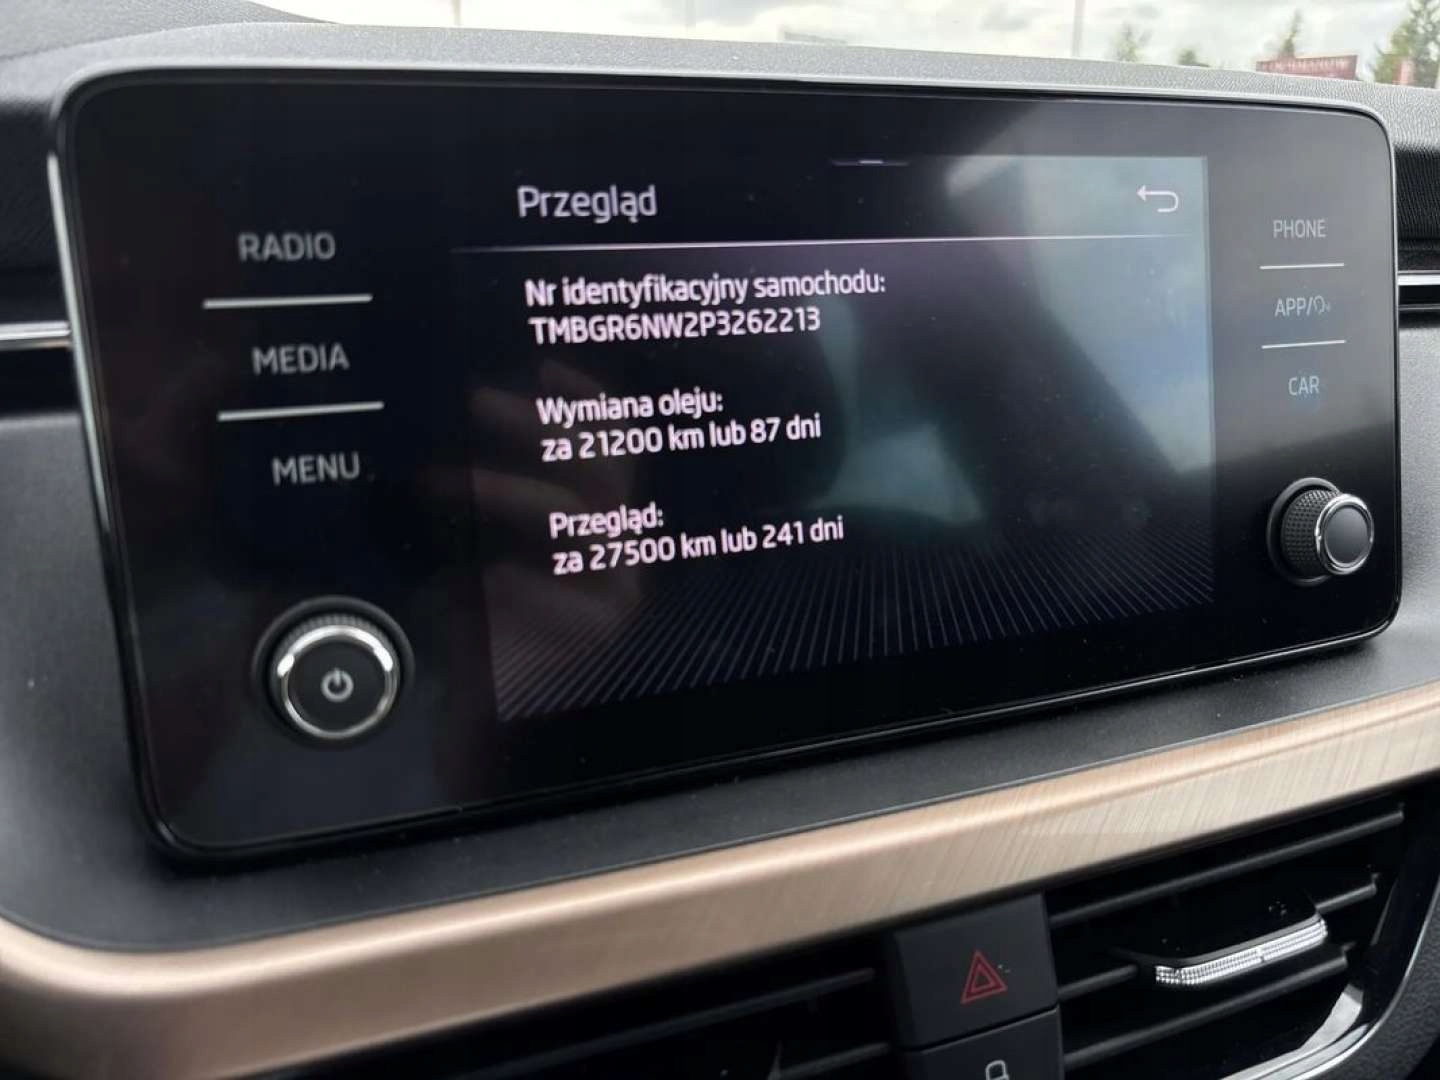 Przegląd
RADIO
MEDIA
MENU
Nr identyfikacyjny samochodu:
TMBGR6NW2P3262213
Wymiana oleju:
za 21200 km lub 87 dni
Przegląd:
za 27500 km lub 241 dni
PHONE
APP/
CAR